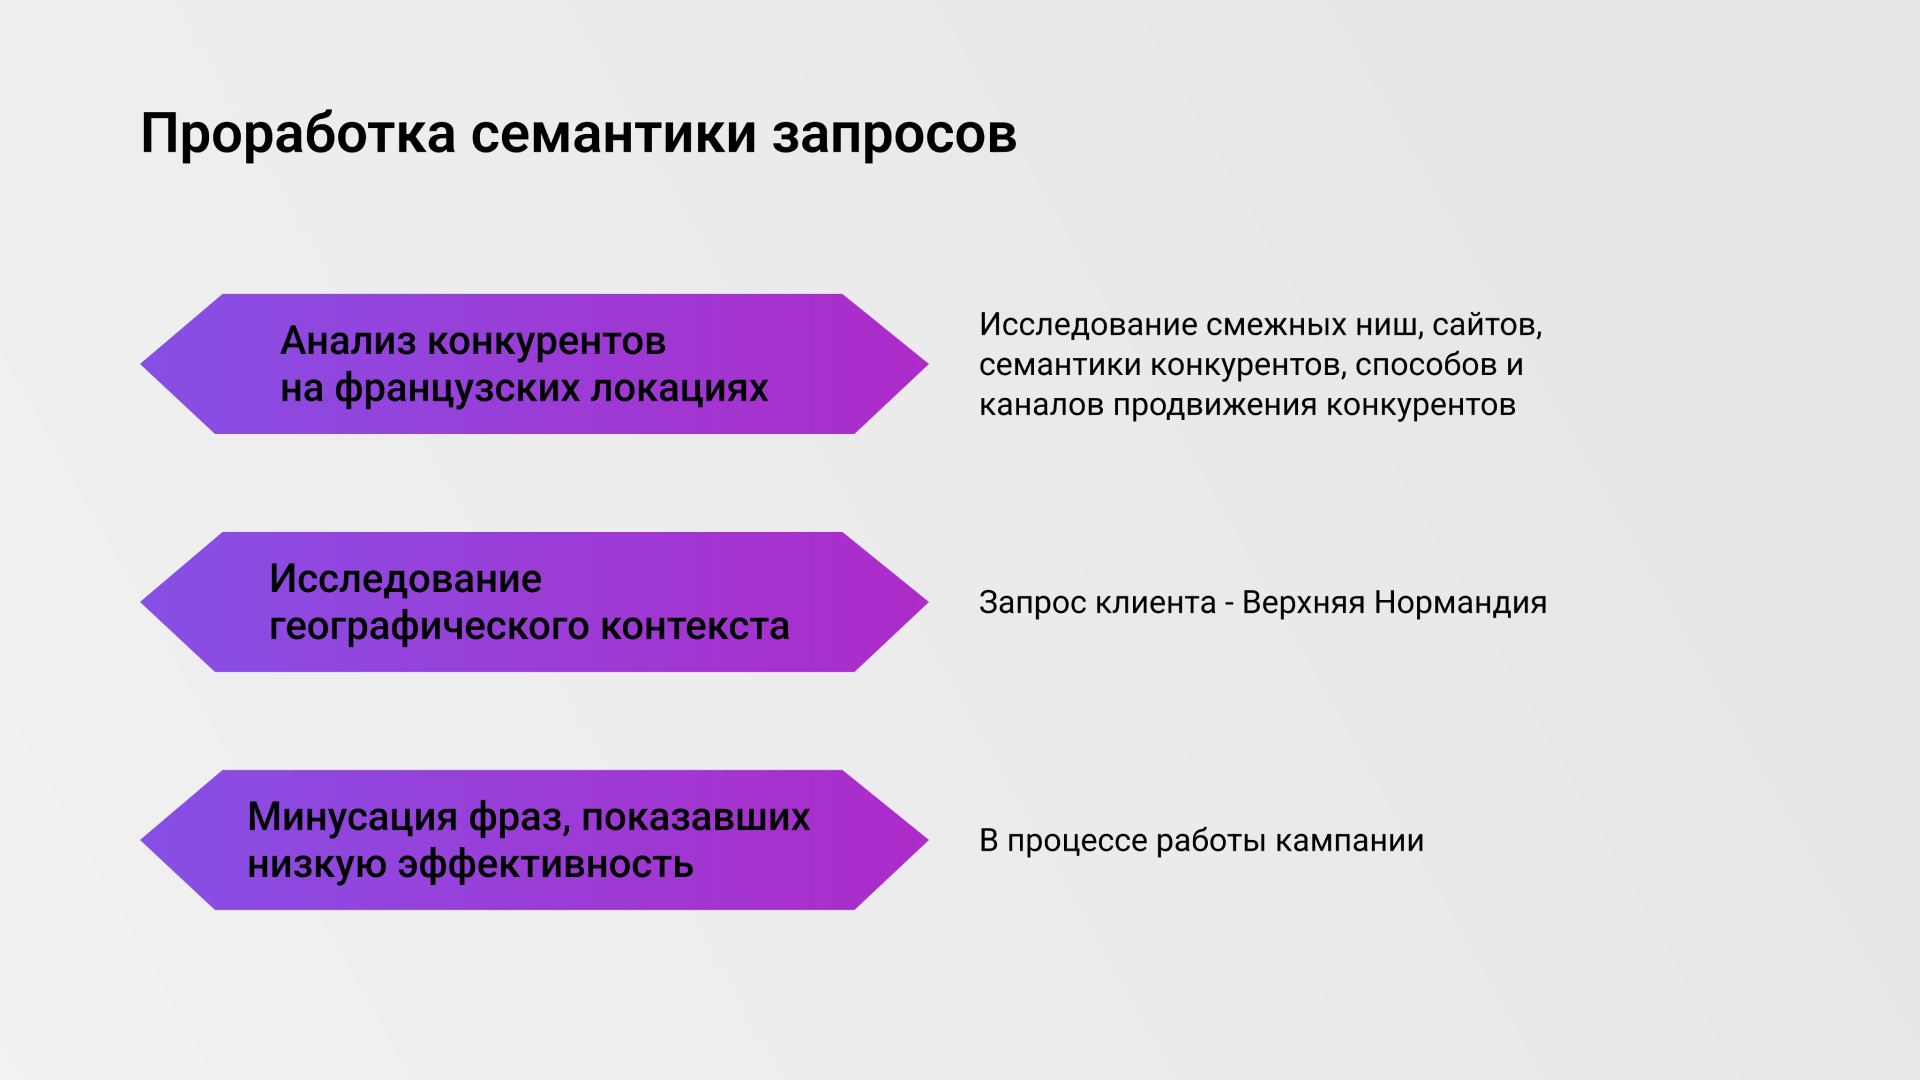 Проработка семантики запросов
Анализ конкурентов
на французских локациях
Исследование смежных ниш, сайтов,
семантики конкурентов, способов и
каналов продвижения конкурентов
Исследование
географического контекста
Запрос клиента - Верхняя Нормандия
Минусация фраз, показавших
низкую эффективность
В процессе работы кампании